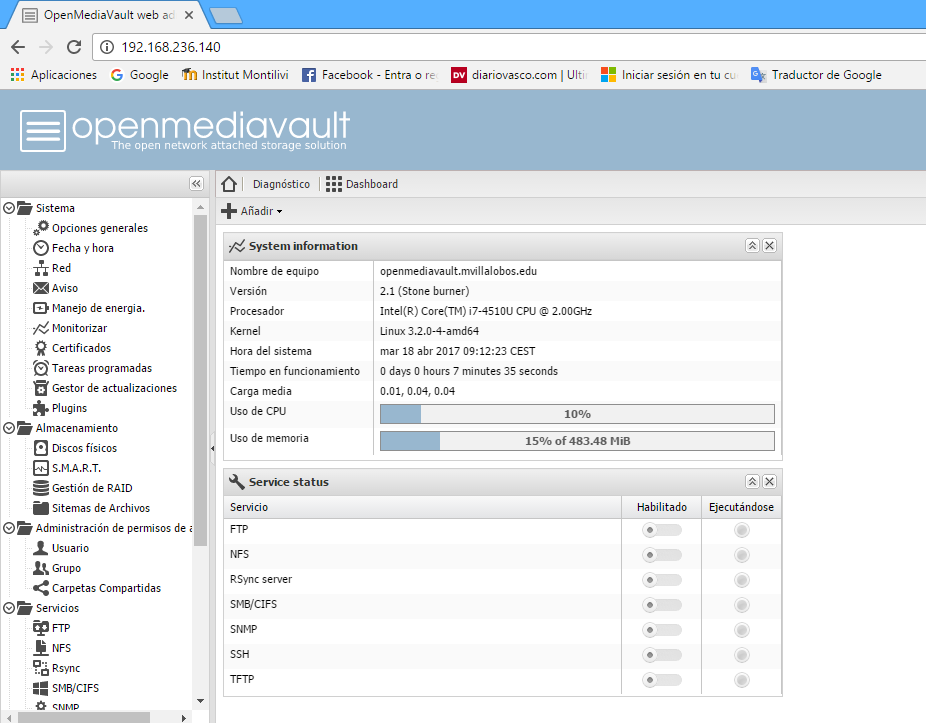 OpenMediaVault web ad
192.168.236.140
Aplicaciones Google Institut Montilivi Facebook - Entra o re DV diariovasco.com | Últi Iniciar sesión en tu cu Traductor de Google
openmediavault
The open network attached storage solution
Diagnóstico Dashboard
Añadir
Sistema
Opciones generales
Fecha y hora
Red
Aviso
Manejo de energia.
Monitorizar
Certificados
Tareas programadas
Gestor de actualizaciones
Plugins
Almacenamiento
Discos físicos
S.M.A.R.T.
Gestión de RAID
Sitemas de Archivos
Administración de permisos de a
Usuario
Grupo
Carpetas Compartidas
Servicios
FTP
NFS
Rsync
SMB/CIFS
SNMP
System information
Nombre de equipo openmediavault.mvillalobos.edu
Versión 2.1 (Stone burner)
Procesador Intel(R) Core(TM) i7-4510U CPU @ 2.00GHz
Kernel Linux 3.2.0-4-amd64
Hora del sistema mar 18 abr 2017 09:12:23 CEST
Tiempo en funcionamiento 0 days 0 hours 7 minutes 35 seconds
Carga media 0.01, 0.04, 0.04
Uso de CPU 10%
Uso de memoria 15% of 483.48 MiB
Service status
Servicio Habilitado Ejecutándose
FTP
NFS
RSync server
SMB/CIFS
SNMP
SSH
TFTP